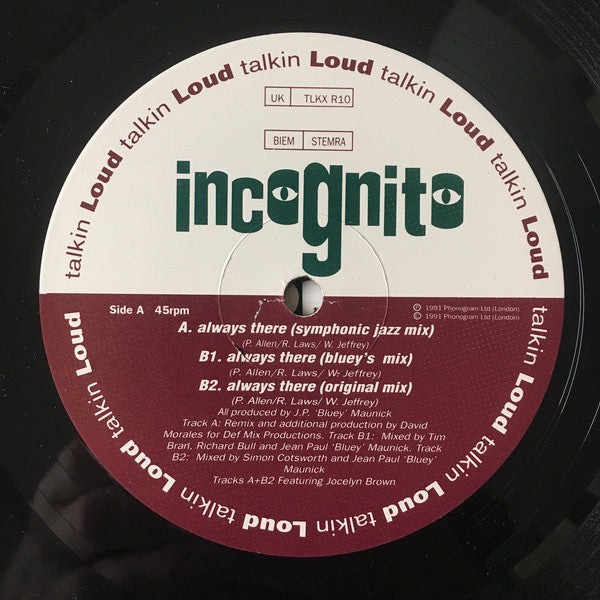 talkin Loud talkin Loud talkin Loud talkin Loud talkin Loud talkin Loud talkin Loud talkin Loud
UK TLKX R10
BIEM STEMRA
incognito
Side A 45rpm
℗ 1991 Phonogram Ltd (London)
© 1991 Phonogram Ltd (London)
A. always there (symphonic jazz mix)
(P. Allen/R. Laws/ W. Jeffrey)
B1. always there (bluey's mix)
(P. Allen/R. Laws/ W. Jeffrey)
B2. always there (original mix)
(P. Allen/R. Laws/ W. Jeffrey)
All produced by J.P. 'Bluey' Maunick
Track A: Remix and additional production by David
Morales for Def Mix Productions. Track B1: Mixed by Tim
Brarl, Richard Bull and Jean Paul 'Bluey' Maunick. Track
B2: Mixed by Simon Cotsworth and Jean Paul 'Bluey'
Maunick
Tracks A+B2 Featuring Jocelyn Brown